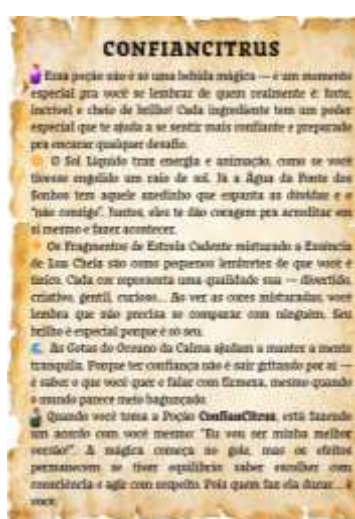 CONFIANCITRUS
Essa poção não é só uma bebida mágica — é um momento
especial pra você se lembrar de quem realmente é: forte,
incrível e cheio de brilho! Cada ingrediente tem um poder
especial que te ajuda a se sentir mais confiante e preparado
pra encarar qualquer desafio.
O Sol Líquido traz energia e animação, como se você
tivesse engolido um raio de sol. Já a Água da Fonte dos
Sonhos tem aquele azedinho que espanta as dúvidas e o
"não consigo". Juntos, eles te dão coragem pra acreditar em
si mesmo e fazer acontecer.
Os Fragmentos de Estrela Cadente misturado a Essência
de Lua Cheia são como pequenos lembretes de que você é
único. Cada cor representa uma qualidade sua — divertido,
criativo, gentil, curioso... Ao ver as cores misturadas, você
lembra que não precisa se comparar com ninguém. Seu
brilho é especial porque é só seu.
As Gotas do Oceano da Calma ajudam a manter a mente
tranquila. Porque ter confiança não é sair gritando por aí —
é saber o que você quer e falar com firmeza, mesmo quando
o mundo parece meio bagunçado.
Quando você toma a Poção ConfianCitrus, está fazendo
um acordo com você mesmo: "Eu vou ser minha melhor
versão!". A mágica começa no gole, mas os efeitos
permanecem se tiver equilíbrio saber escolher com
consciência e agir com respeito. Pois quem faz ela durar... é
você.